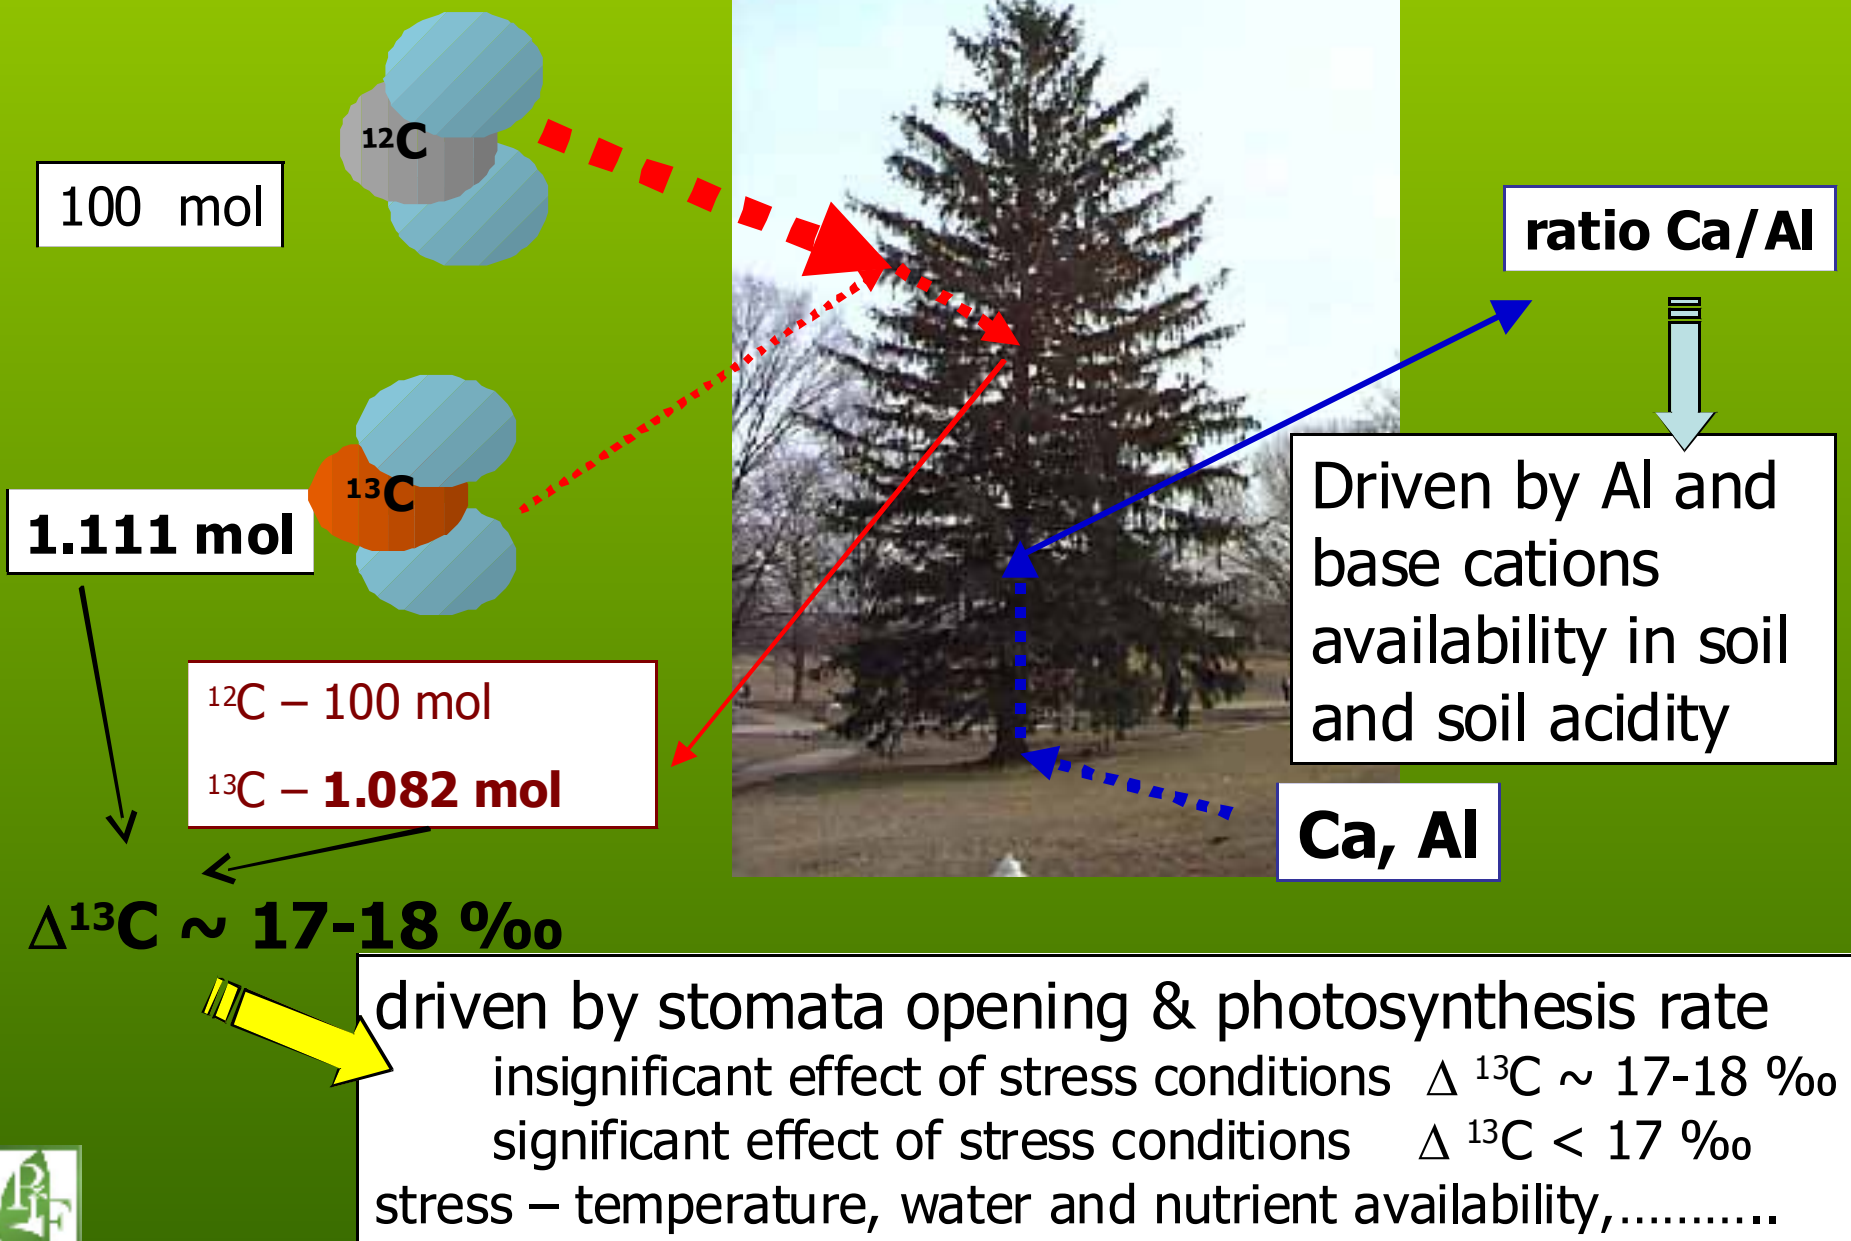 ¹²C
100 mol
ratio Ca/Al
¹³C
1.111 mol
Driven by Al and
base cations
availability in soil
and soil acidity
¹²C – 100 mol
¹³C – 1.082 mol
Ca, Al
Δ¹³C ~ 17-18 ‰
driven by stomata opening & photosynthesis rate
insignificant effect of stress conditions Δ ¹³C ~ 17-18 ‰
significant effect of stress conditions Δ ¹³C < 17 ‰
stress – temperature, water and nutrient availability,………..